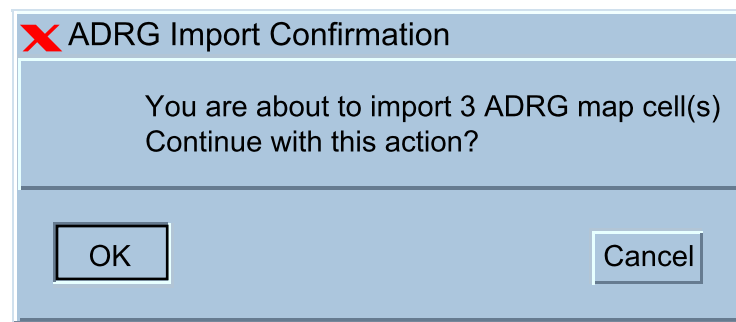 ADRG Import Confirmation
You are about to import 3 ADRG map cell(s)
Continue with this action?
OK
Cancel